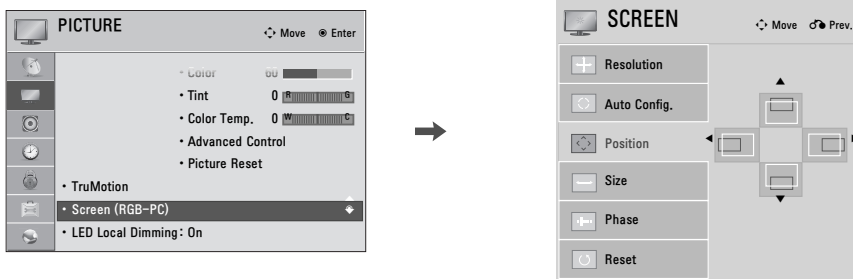 PICTURE
Move Enter
• Color 60
• Tint 0 R G
• Color Temp. 0 W C
• Advanced Control
• Picture Reset
• TruMotion
• Screen (RGB-PC)
• LED Local Dimming: On
SCREEN
Move Prev.
Resolution
Auto Config.
Position
Size
Phase
Reset